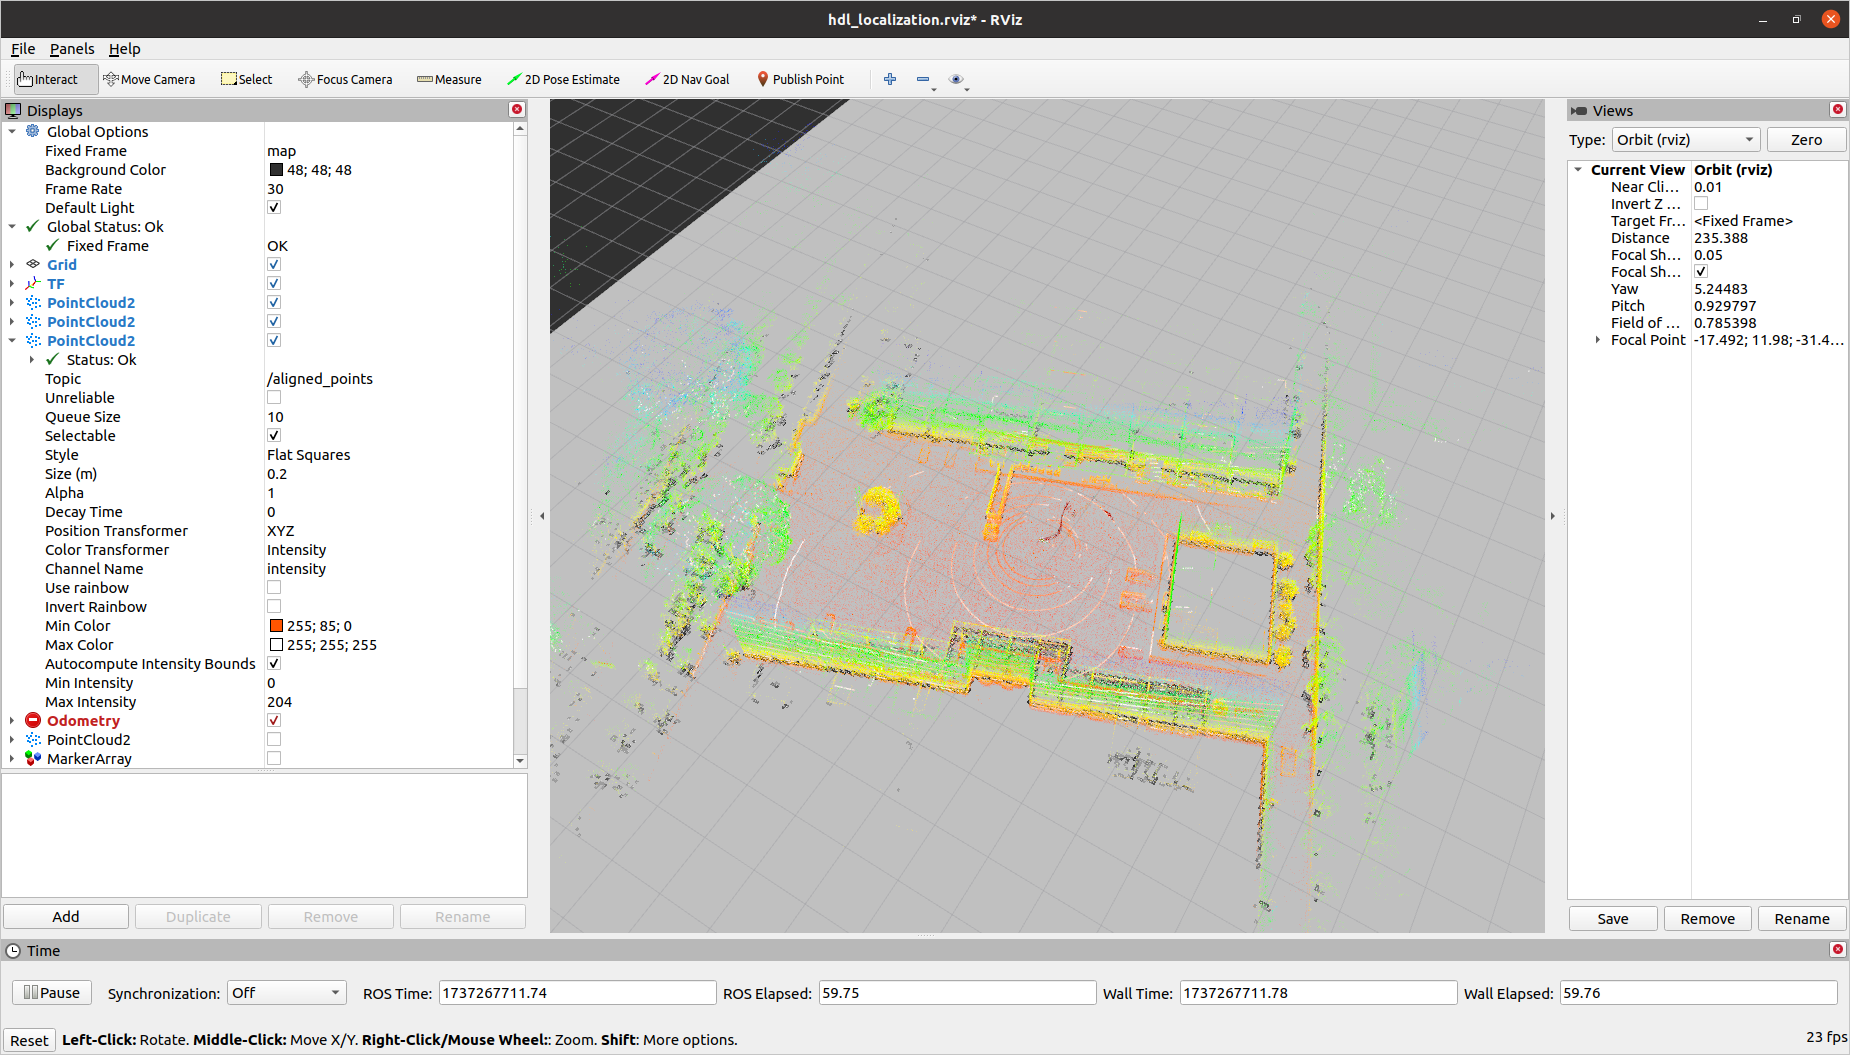 hdl_localization.rviz* - RViz
File Panels Help
Interact Move Camera Select Focus Camera Measure 2D Pose Estimate 2D Nav Goal Publish Point
Displays
Global Options
Fixed Frame map
Background Color 48; 48; 48
Frame Rate 30
Default Light
Global Status: Ok
Fixed Frame OK
Grid
TF
PointCloud2
PointCloud2
PointCloud2
Status: Ok
Topic /aligned_points
Unreliable
Queue Size 10
Selectable
Style Flat Squares
Size (m) 0.2
Alpha 1
Decay Time 0
Position Transformer XYZ
Color Transformer Intensity
Channel Name intensity
Use rainbow
Invert Rainbow
Min Color 255; 85; 0
Max Color 255; 255; 255
Autocompute Intensity Bounds
Min Intensity 0
Max Intensity 204
Odometry
PointCloud2
MarkerArray
Add Duplicate Remove Rename
Views
Type: Orbit (rviz) Zero
Current View Orbit (rviz)
Near Cli... 0.01
Invert Z ...
Target Fr... <Fixed Frame>
Distance 235.388
Focal Sh... 0.05
Focal Sh...
Yaw 5.24483
Pitch 0.929797
Field of ... 0.785398
Focal Point -17.492; 11.98; -31.4...
Save Remove Rename
Time
Pause Synchronization: Off ROS Time: 1737267711.74 ROS Elapsed: 59.75 Wall Time: 1737267711.78 Wall Elapsed: 59.76
Reset Left-Click: Rotate. Middle-Click: Move X/Y. Right-Click/Mouse Wheel:: Zoom. Shift: More options. 23 fps